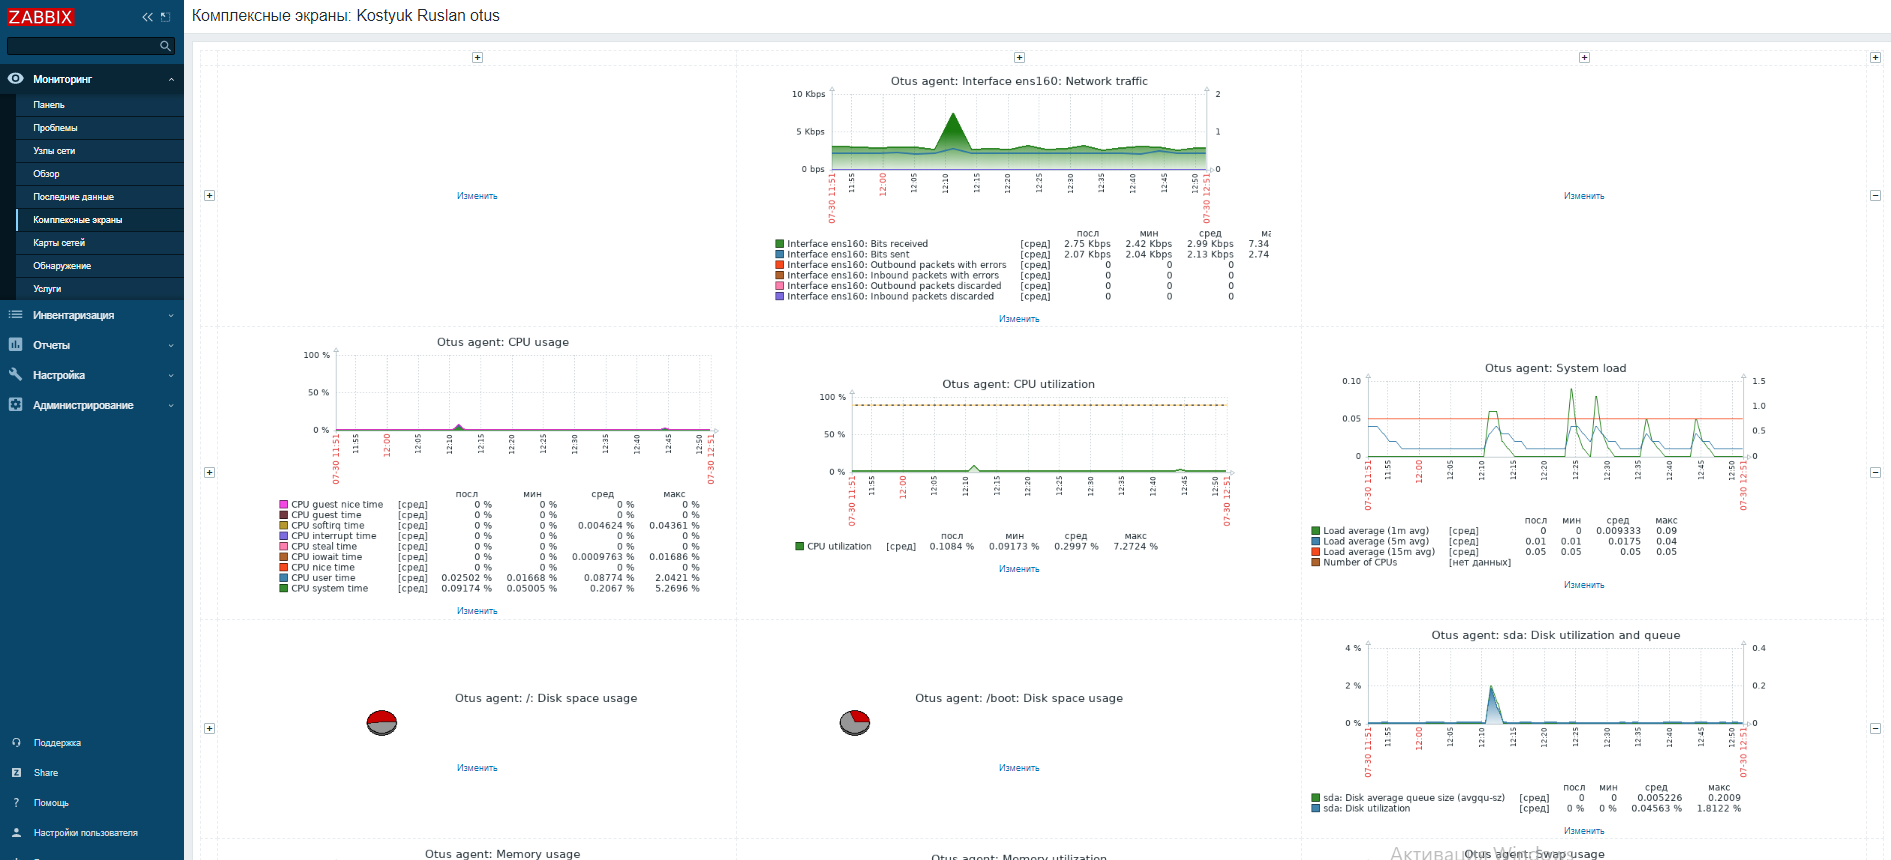 ZABBIX
Комплексные экраны: Kostyuk Ruslan otus
Мониторинг
Панель
Проблемы
Узлы сети
Обзор
Последние данные
Комплексные экраны
Карты сетей
Обнаружение
Услуги
Инвентаризация
Отчеты
Настройка
Администрирование
Поддержка
Share
Помощь
Настройки пользователя
Изменить
Otus agent: Interface ens160: Network traffic
10 Kbps
5 Kbps
0 bps
2
1
0
07-30 11:51
11:55
12:00
12:05
12:10
12:15
12:20
12:25
12:30
12:35
12:40
12:45
12:50
07-30 12:51
посл мин сред ма
Interface ens160: Bits received [сред] 2.75 Kbps 2.42 Kbps 2.99 Kbps 7.34
Interface ens160: Bits sent [сред] 2.07 Kbps 2.04 Kbps 2.13 Kbps 2.74
Interface ens160: Outbound packets with errors [сред] 0 0 0
Interface ens160: Inbound packets with errors [сред] 0 0 0
Interface ens160: Outbound packets discarded [сред] 0 0 0
Interface ens160: Inbound packets discarded [сред] 0 0 0
Изменить
Изменить
Otus agent: CPU usage
100 %
50 %
0 %
07-30 11:51
11:55
12:00
12:05
12:10
12:15
12:20
12:25
12:30
12:35
12:40
12:45
12:50
07-30 12:51
посл мин сред макс
CPU guest nice time [сред] 0 % 0 % 0 % 0 %
CPU guest time [сред] 0 % 0 % 0 % 0 %
CPU softirq time [сред] 0 % 0 % 0.004624 % 0.04361 %
CPU interrupt time [сред] 0 % 0 % 0 % 0 %
CPU steal time [сред] 0 % 0 % 0 % 0 %
CPU iowait time [сред] 0 % 0 % 0.0009763 % 0.01686 %
CPU nice time [сред] 0 % 0 % 0 % 0 %
CPU user time [сред] 0.02502 % 0.01668 % 0.08774 % 2.0421 %
CPU system time [сред] 0.09174 % 0.05005 % 0.2067 % 5.2696 %
Изменить
Otus agent: CPU utilization
100 %
50 %
0 %
07-30 11:51
11:55
12:00
12:05
12:10
12:15
12:20
12:25
12:30
12:35
12:40
12:45
12:50
07-30 12:51
посл мин сред макс
CPU utilization [сред] 0.1084 % 0.09173 % 0.2997 % 7.2724 %
Изменить
Otus agent: System load
0.10
0.05
0
1.5
1.0
0.5
0
07-30 11:51
11:55
12:00
12:05
12:10
12:15
12:20
12:25
12:30
12:35
12:40
12:45
12:50
07-30 12:51
посл мин сред макс
Load average (1m avg) [сред] 0 0 0.009333 0.09
Load average (5m avg) [сред] 0.01 0.01 0.0175 0.04
Load average (15m avg) [сред] 0.05 0.05 0.05 0.05
Number of CPUs [нет данных]
Изменить
Otus agent: /: Disk space usage
Изменить
Otus agent: /boot: Disk space usage
Изменить
Otus agent: sda: Disk utilization and queue
4 %
2 %
0 %
0.4
0.2
0
07-30 11:51
11:55
12:00
12:05
12:10
12:15
12:20
12:25
12:30
12:35
12:40
12:45
12:50
07-30 12:51
посл мин сред макс
sda: Disk average queue size (avgqu-sz) [сред] 0 0 0.005226 0.2009
sda: Disk utilization [сред] 0 % 0 % 0.04563 % 1.8122 %
Изменить
Otus agent: Memory usage
Otus agent: Memory utilization
Otus agent: Swap usage
Активация Windows